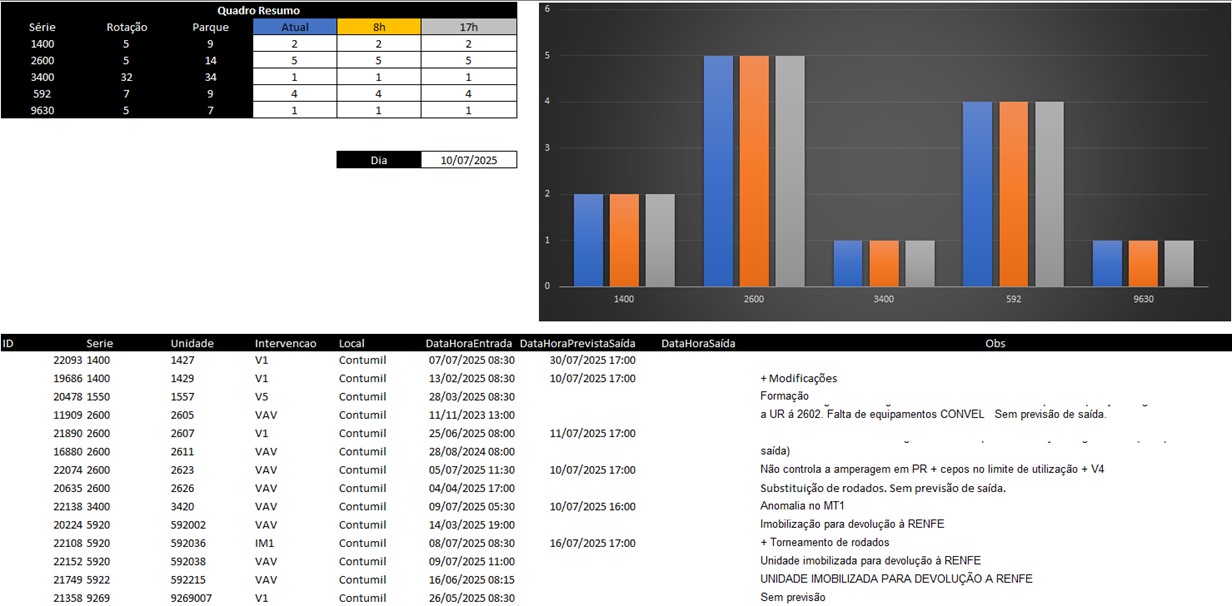 Quadro Resumo
Série Rotação Parque Atual 8h 17h
1400 5 9 2 2 2
2600 5 14 5 5 5
3400 32 34 1 1 1
592 7 9 4 4 4
9630 5 7 1 1 1
Dia 10/07/2025
6
5
4
3
2
1
0
1400 2600 3400 592 9630
ID Serie Unidade Intervencao Local DataHoraEntrada DataHoraPrevistaSaída DataHoraSaída Obs
22093 1400 1427 V1 Contumil 07/07/2025 08:30 30/07/2025 17:00
19686 1400 1429 V1 Contumil 13/02/2025 08:30 10/07/2025 17:00 + Modificações
20478 1550 1557 V5 Contumil 28/03/2025 08:30 Formação
11909 2600 2605 VAV Contumil 11/11/2023 13:00 a UR á 2602. Falta de equipamentos CONVEL Sem previsão de saída.
21890 2600 2607 V1 Contumil 25/06/2025 08:00 11/07/2025 17:00
16880 2600 2611 VAV Contumil 28/08/2024 08:00 saída)
22074 2600 2623 VAV Contumil 05/07/2025 11:30 10/07/2025 17:00 Não controla a amperagem em PR + cepos no limite de utilização + V4
20635 2600 2626 VAV Contumil 04/04/2025 17:00 Substituição de rodados. Sem previsão de saída.
22138 3400 3420 VAV Contumil 09/07/2025 05:30 10/07/2025 16:00 Anomalia no MT1
20224 5920 592002 VAV Contumil 14/03/2025 19:00 Imobilização para devolução à RENFE
22108 5920 592036 IM1 Contumil 08/07/2025 08:30 16/07/2025 17:00 + Torneamento de rodados
22152 5920 592038 VAV Contumil 09/07/2025 11:00 Unidade imobilizada para devolução à RENFE
21749 5922 592215 VAV Contumil 16/06/2025 08:15 UNIDADE IMOBILIZADA PARA DEVOLUÇÃO A RENFE
21358 9269 9269007 V1 Contumil 26/05/2025 08:30 Sem previsão